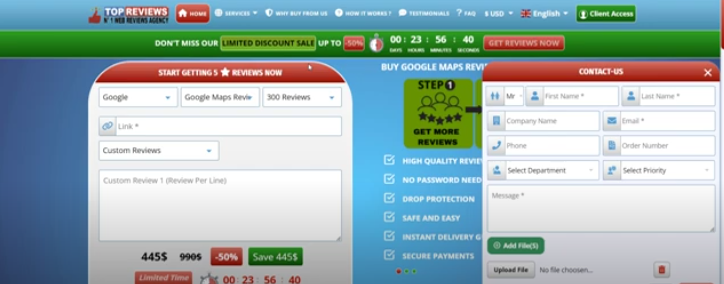 TOP REVIEWS
N° 1 WEB REVIEWS AGENCY
HOME
SERVICES
WHY BUY FROM US
HOW IT WORKS ?
TESTIMONIALS
FAQ
$ USD
English
Client Access
DON'T MISS OUR LIMITED DISCOUNT SALE UP TO -50%
00 : 23 : 56 : 40
DAYS HOURS MINUTES SECONDS
GET REVIEWS NOW
START GETTING 5 ★ REVIEWS NOW
Google
Google Maps Revie
300 Reviews
Link *
Custom Reviews
Custom Review 1 (Review Per Line)
445$ 990$ -50% Save 445$
Limited Time 00 : 23 : 56 : 40
BUY GOOGLE MAPS REVI
STEP 1
GET MORE
REVIEWS
HIGH QUALITY REVIE
NO PASSWORD NEED
DROP PROTECTION
SAFE AND EASY
INSTANT DELIVERY G
SECURE PAYMENTS
CONTACT-US
Mr
First Name *
Last Name *
Company Name
Email *
Phone
Order Number
Select Department
Select Priority
Message *
Add File(S)
Upload File No file choosen...